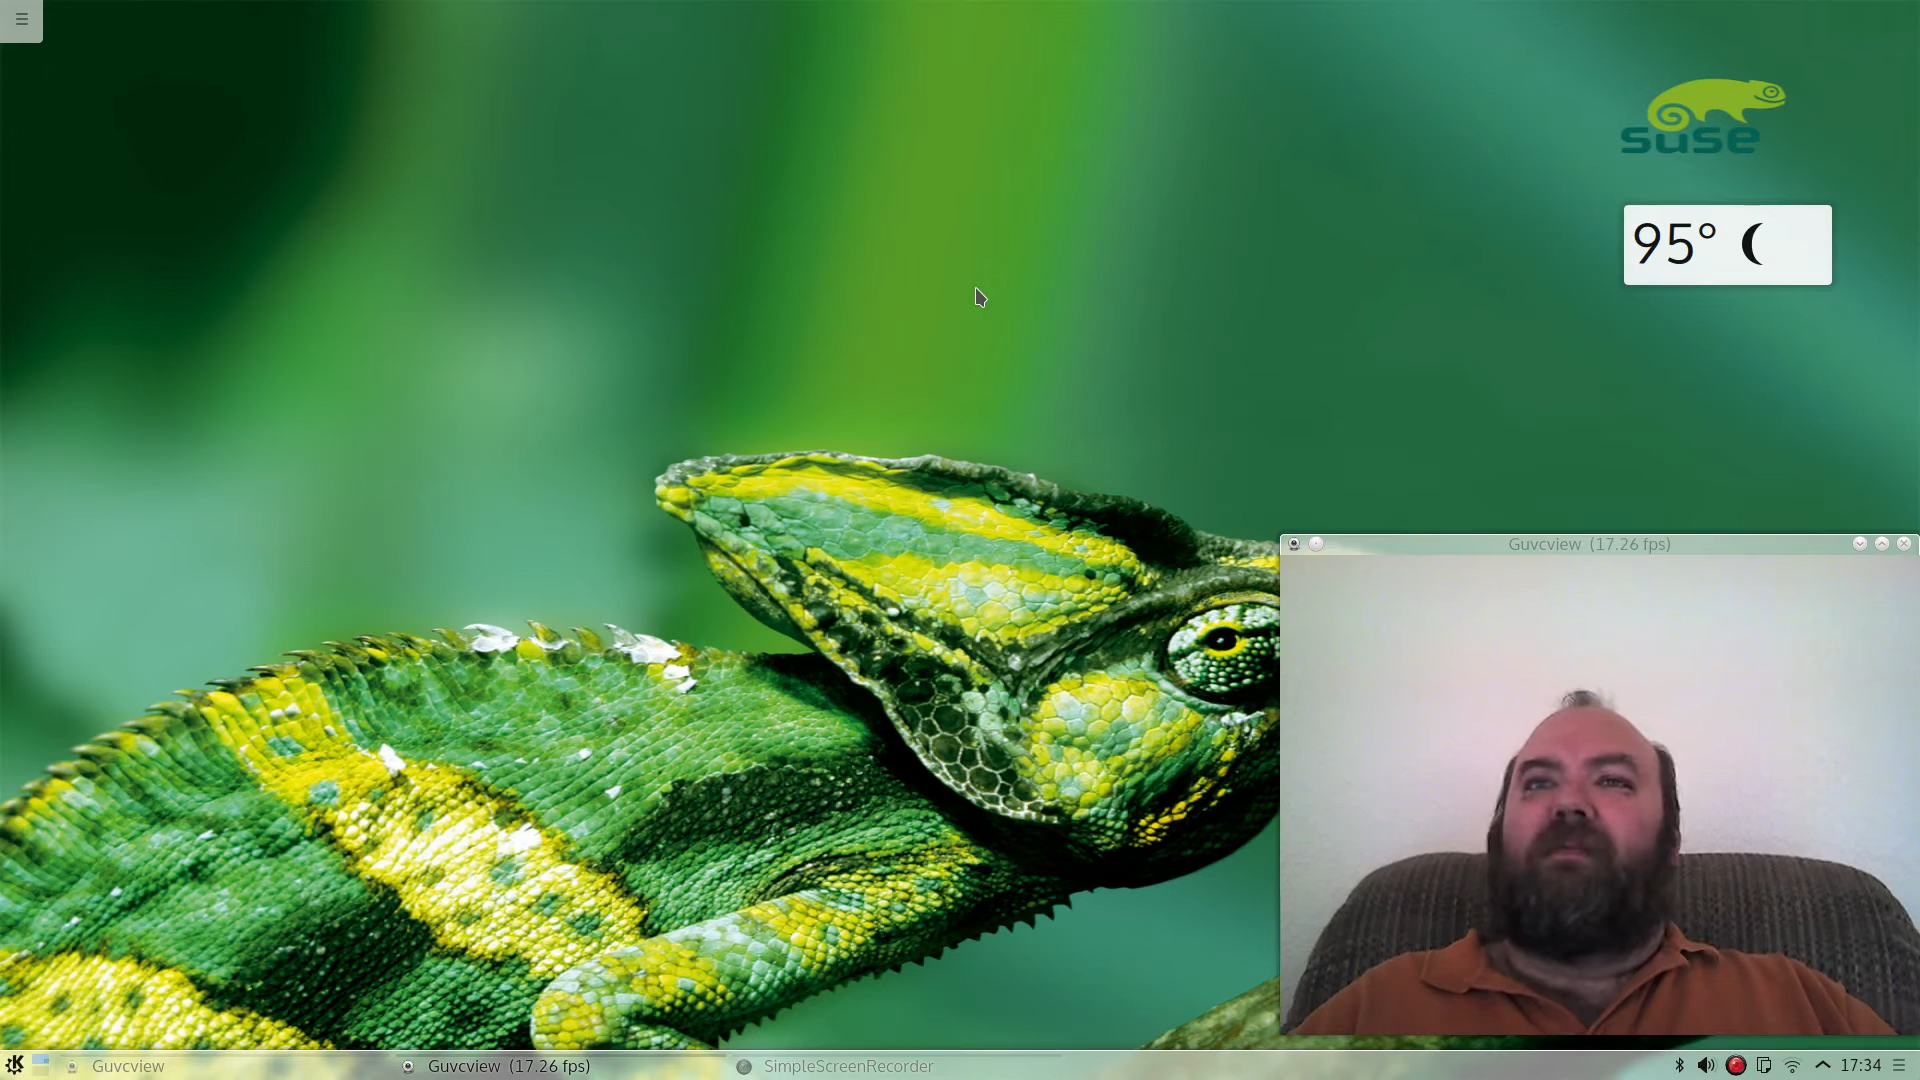 suse
95°
Guvcview (17.26 fps)
Guvcview
Guvcview (17.26 fps)
SimpleScreenRecorder
17:34